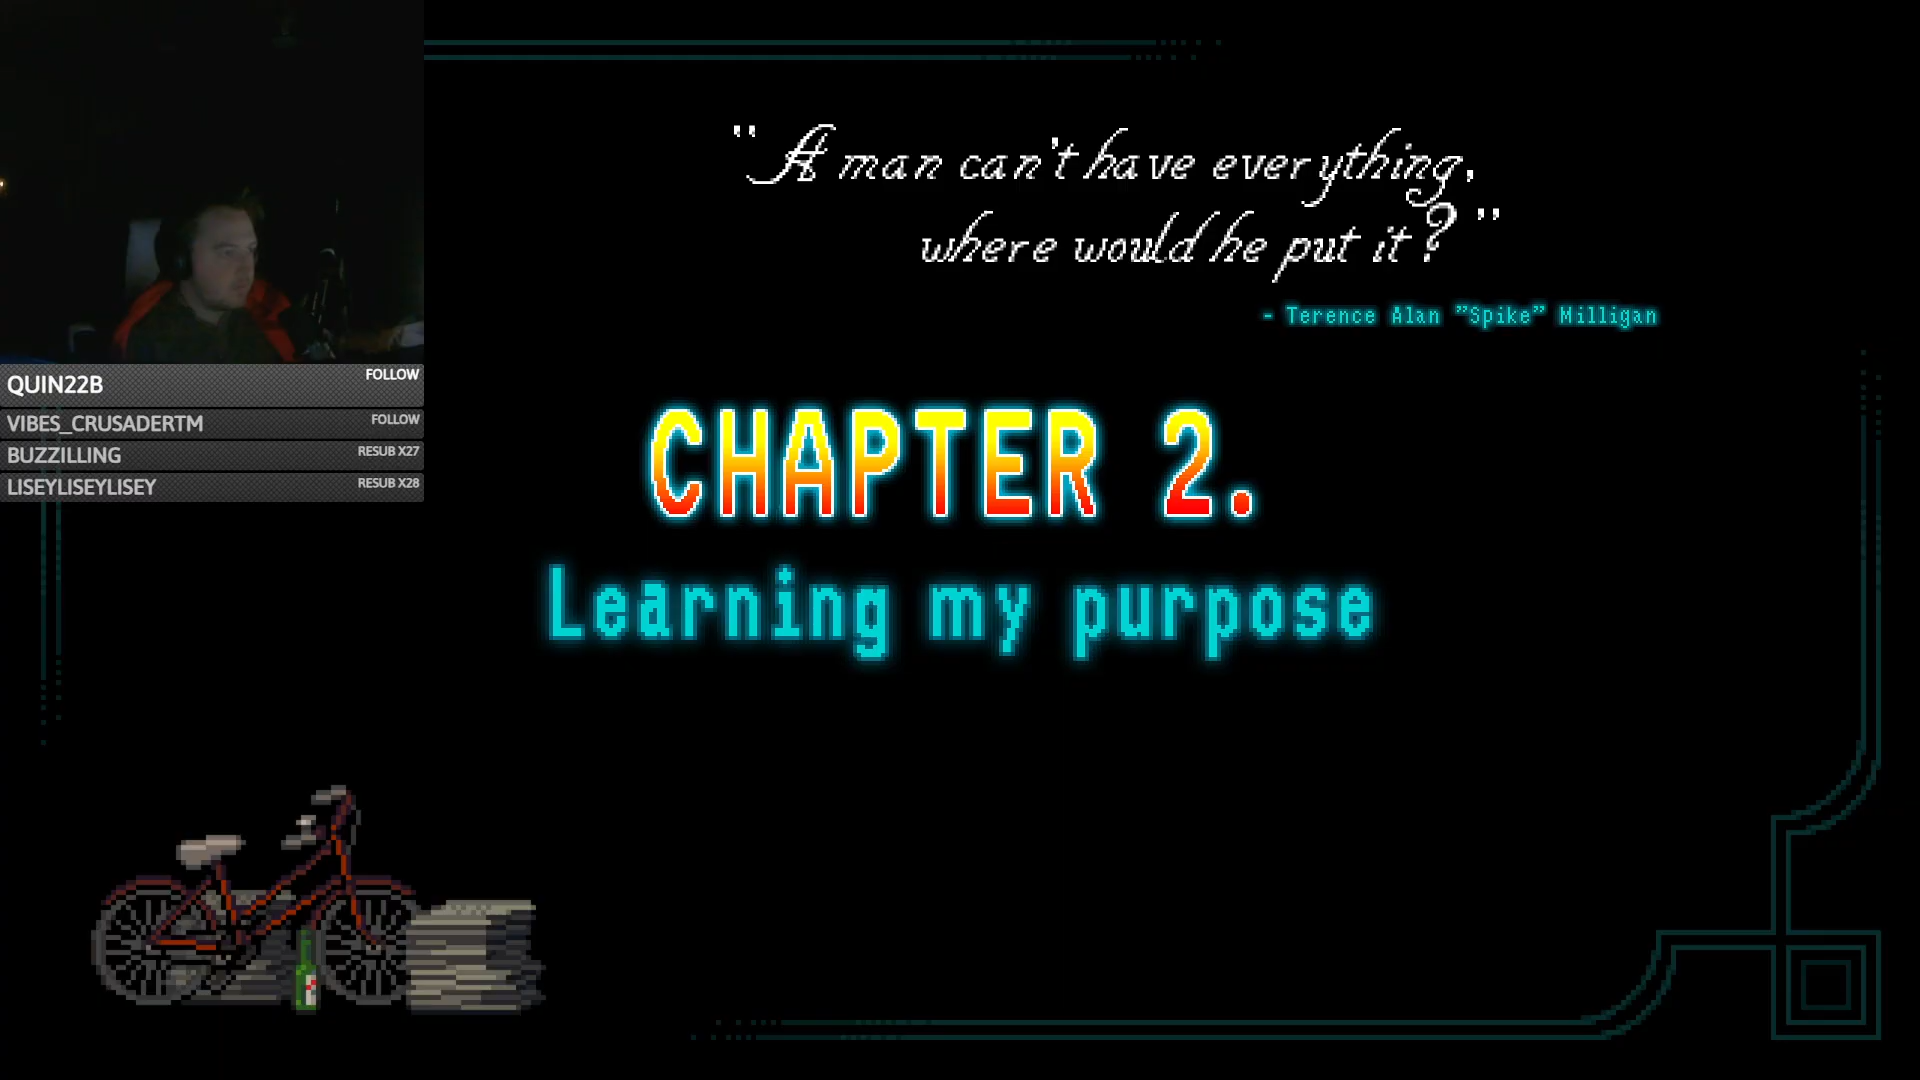 "A man can't have everything,
where would he put it?"
- Terence Alan "Spike" Milligan
QUIN22B FOLLOW
VIBES_CRUSADERTM FOLLOW
BUZZILLING RESUB X27
LISEYLISEYLISEY RESUB X28
CHAPTER 2.
Learning my purpose